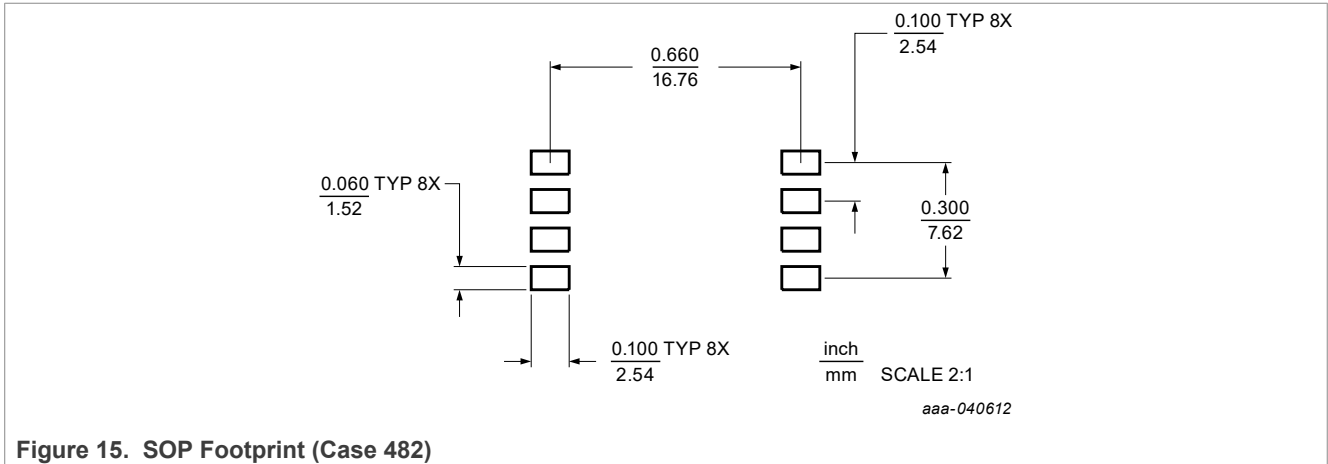 0.100 TYP 8X
2.54
0.660
16.76
0.060 TYP 8X
1.52
0.300
7.62
0.100 TYP 8X
2.54
inch
mm SCALE 2:1
aaa-040612
Figure 15. SOP Footprint (Case 482)